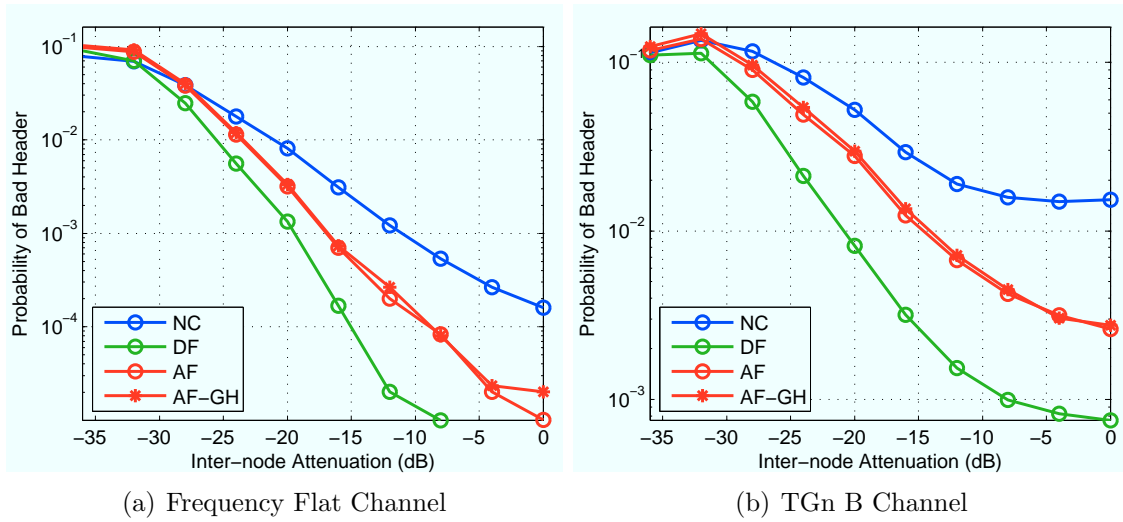 Probability of Bad Header
10⁻¹
10⁻²
10⁻³
10⁻⁴
NC
DF
AF
AF−GH
−35 −30 −25 −20 −15 −10 −5 0
Inter−node Attenuation (dB)
(a) Frequency Flat Channel
Probability of Bad Header
10⁻¹
10⁻²
10⁻³
NC
DF
AF
AF−GH
−35 −30 −25 −20 −15 −10 −5 0
Inter−node Attenuation (dB)
(b) TGn B Channel